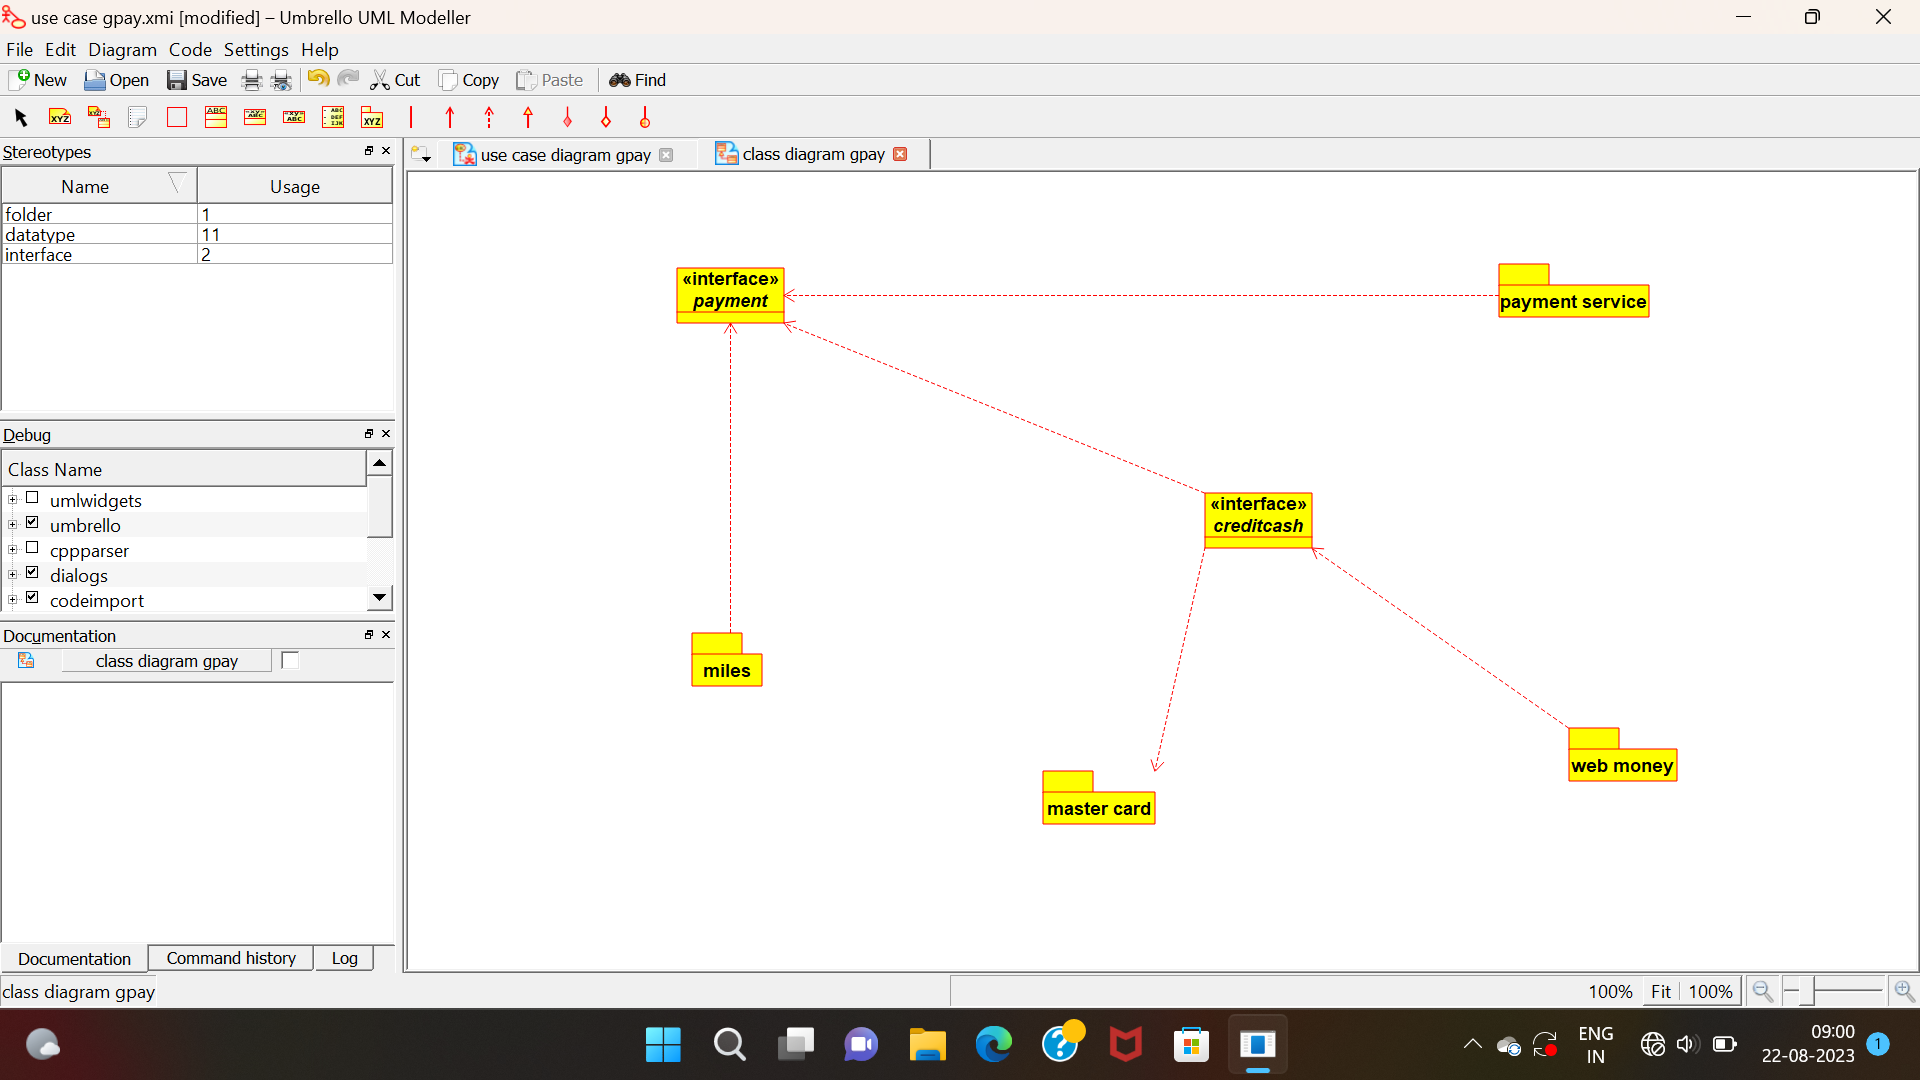 use case gpay.xmi [modified] – Umbrello UML Modeller
File Edit Diagram Code Settings Help
New Open Save Cut Copy Paste Find
Stereotypes
Name Usage
folder 1
datatype 11
interface 2
Debug
Class Name
umlwidgets
umbrello
cppparser
dialogs
codeimport
Documentation
class diagram gpay
Documentation Command history Log
use case diagram gpay class diagram gpay
«interface»
payment
payment service
«interface»
creditcash
miles
master card
web money
class diagram gpay
100% Fit 100%
ENG
IN
09:00
22-08-2023
1